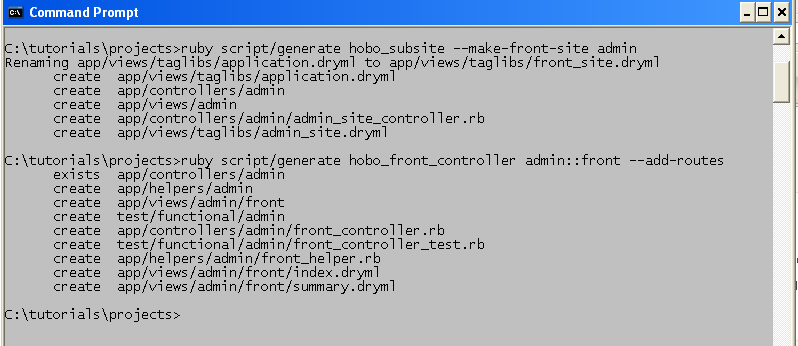 Command Prompt
C:\tutorials\projects>ruby script/generate hobo_subsite --make-front-site admin
Renaming app/views/taglibs/application.dryml to app/views/taglibs/front_site.dryml
      create  app/views/taglibs/application.dryml
      create  app/controllers/admin
      create  app/views/admin
      create  app/controllers/admin/admin_site_controller.rb
      create  app/views/taglibs/admin_site.dryml
C:\tutorials\projects>ruby script/generate hobo_front_controller admin::front --add-routes
      exists  app/controllers/admin
      create  app/helpers/admin
      create  app/views/admin/front
      create  test/functional/admin
      create  app/controllers/admin/front_controller.rb
      create  test/functional/admin/front_controller_test.rb
      create  app/helpers/admin/front_helper.rb
      create  app/views/admin/front/index.dryml
      create  app/views/admin/front/summary.dryml
C:\tutorials\projects>